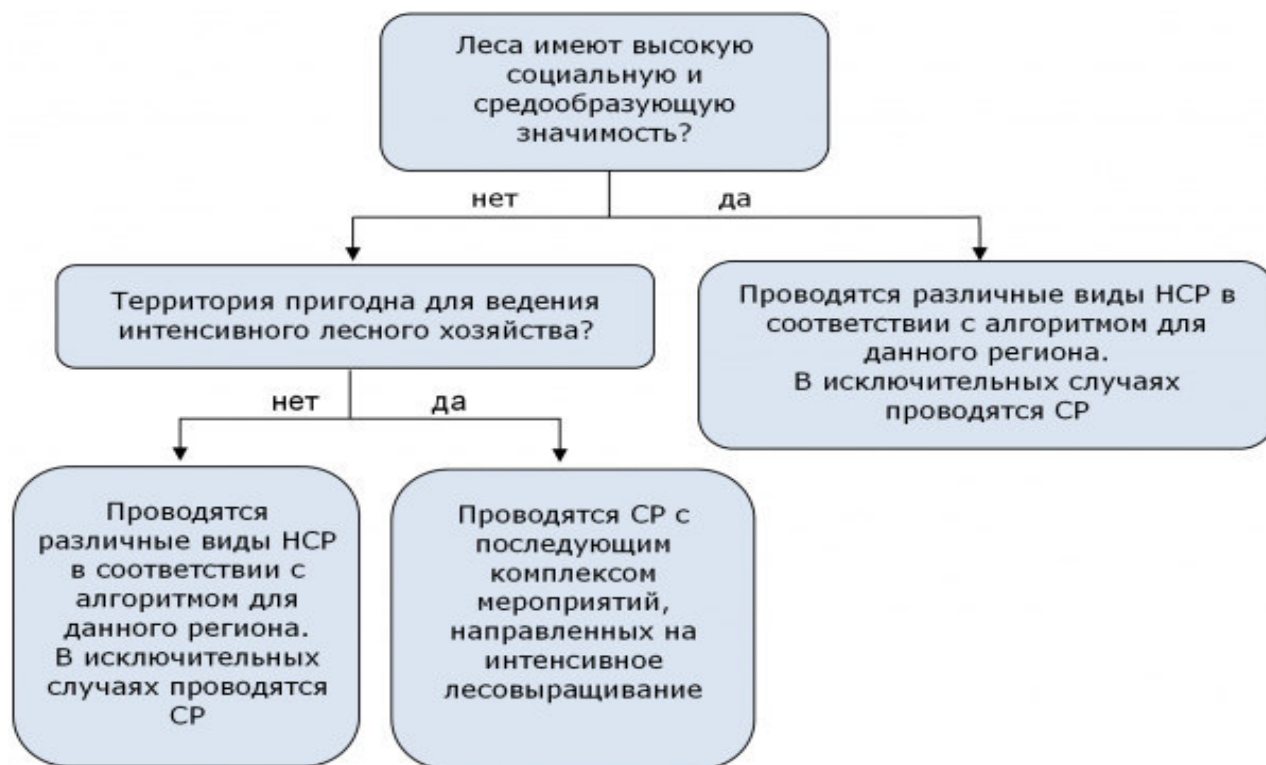 Леса имеют высокую
социальную и
средообразующую
значимость?
нет
да
Территория пригодна для ведения
интенсивного лесного хозяйства?
Проводятся различные виды НСР в
соответствии с алгоритмом для
данного региона.
В исключительных случаях
проводятся СР
нет
да
Проводятся
различные виды НСР
в соответствии с
алгоритмом для
данного региона.
В исключительных
случаях проводятся
СР
Проводятся СР с
последующим
комплексом
мероприятий,
направленных на
интенсивное
лесовыращивание